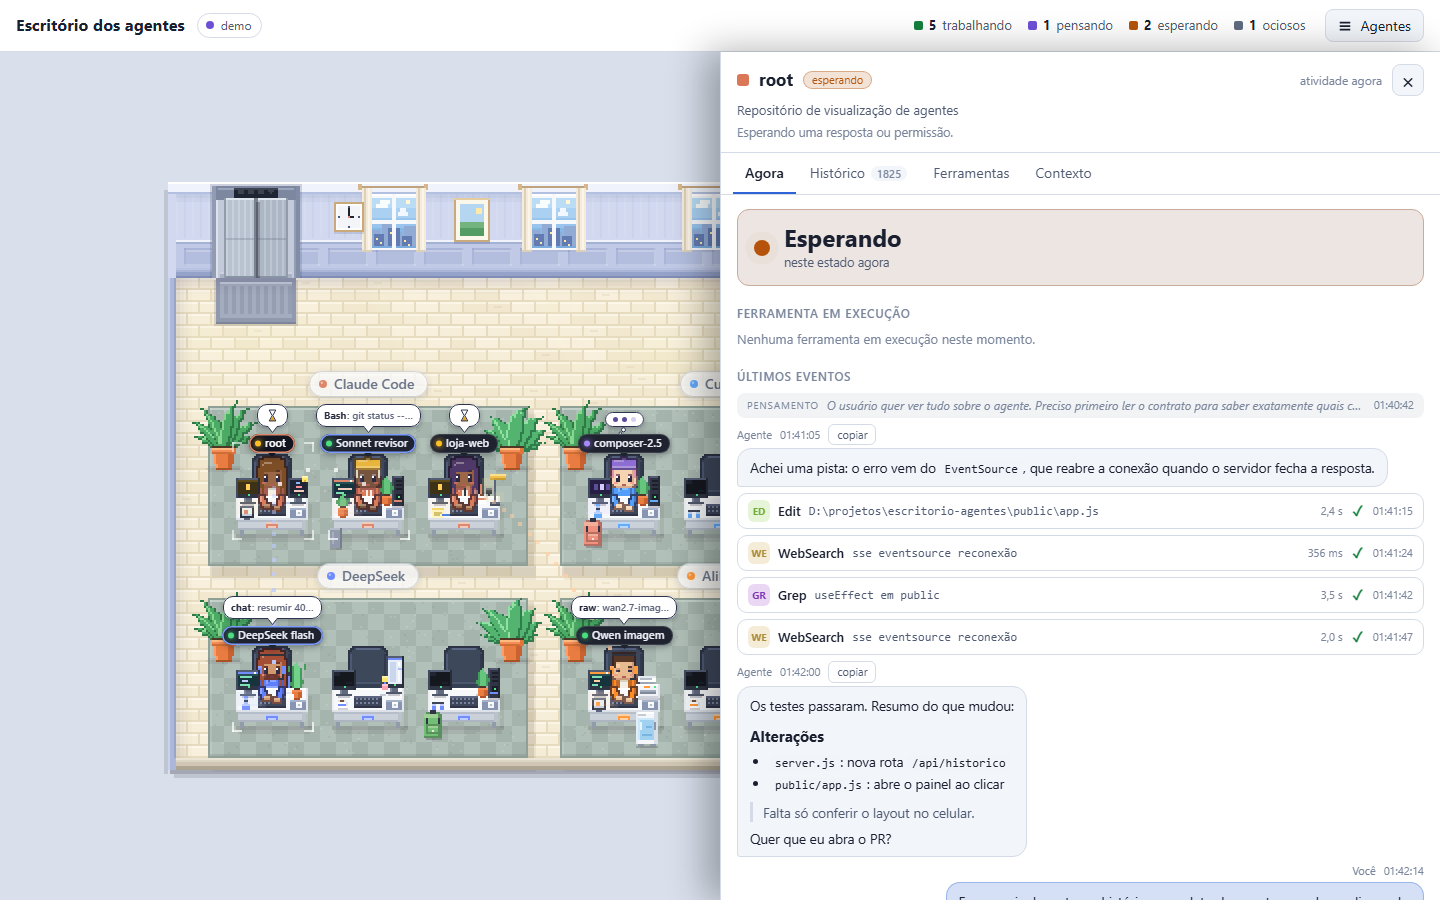 Escritório dos agentes
demo
5 trabalhando
1 pensando
2 esperando
1 ociosos
Agentes
Claude Code
Cu
Bash: git status --...
root
Sonnet revisor
loja-web
composer-2.5
DeepSeek
Ali
chat: resumir 40...
raw: wan2.7-imag...
DeepSeek flash
Qwen imagem
root
esperando
atividade agora
Repositório de visualização de agentes
Esperando uma resposta ou permissão.
Agora
Histórico 1825
Ferramentas
Contexto
Esperando
neste estado agora
FERRAMENTA EM EXECUÇÃO
Nenhuma ferramenta em execução neste momento.
ÚLTIMOS EVENTOS
PENSAMENTO O usuário quer ver tudo sobre o agente. Preciso primeiro ler o contrato para saber exatamente quais c... 01:40:42
Agente 01:41:05 copiar
Achei uma pista: o erro vem do EventSource, que reabre a conexão quando o servidor fecha a resposta.
ED Edit D:\projetos\escritorio-agentes\public\app.js 2,4 s 01:41:15
WE WebSearch sse eventsource reconexão 356 ms 01:41:24
GR Grep useEffect em public 3,5 s 01:41:42
WE WebSearch sse eventsource reconexão 2,0 s 01:41:47
Agente 01:42:00 copiar
Os testes passaram. Resumo do que mudou:
Alterações
server.js: nova rota /api/historico
public/app.js: abre o painel ao clicar
Falta só conferir o layout no celular.
Quer que eu abra o PR?
Você 01:42:14